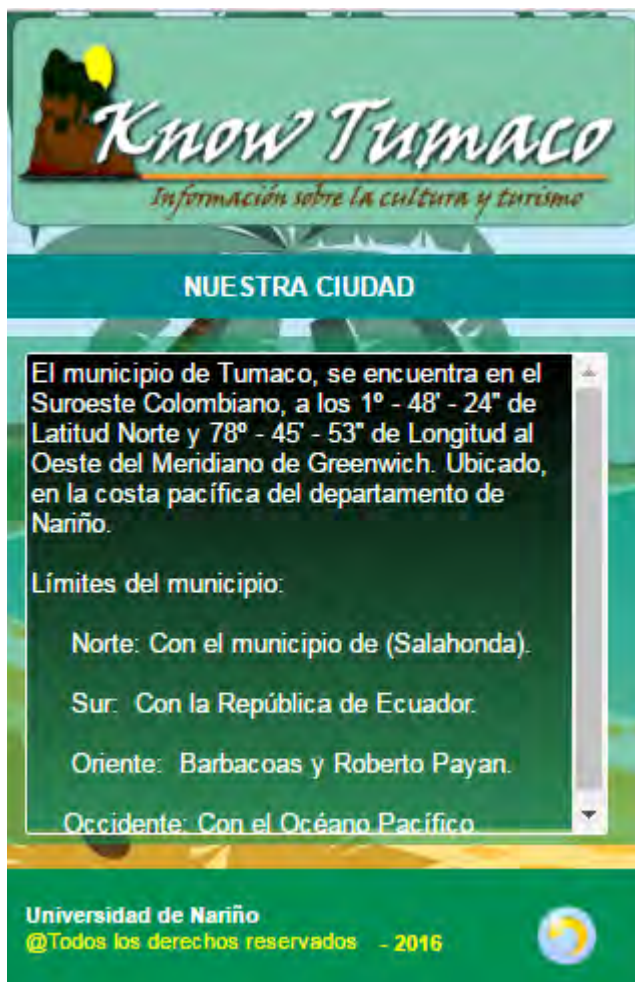 Know Tumaco
Información sobre la cultura y turismo
NUESTRA CIUDAD
El municipio de Tumaco, se encuentra en el
Suroeste Colombiano, a los 1º - 48' - 24" de
Latitud Norte y 78º - 45' - 53" de Longitud al
Oeste del Meridiano de Greenwich. Ubicado,
en la costa pacífica del departamento de
Nariño.
Límites del municipio:
Norte: Con el municipio de (Salahonda).
Sur: Con la República de Ecuador.
Oriente: Barbacoas y Roberto Payan.
Occidente: Con el Océano Pacífico
Universidad de Nariño
@Todos los derechos reservados - 2016